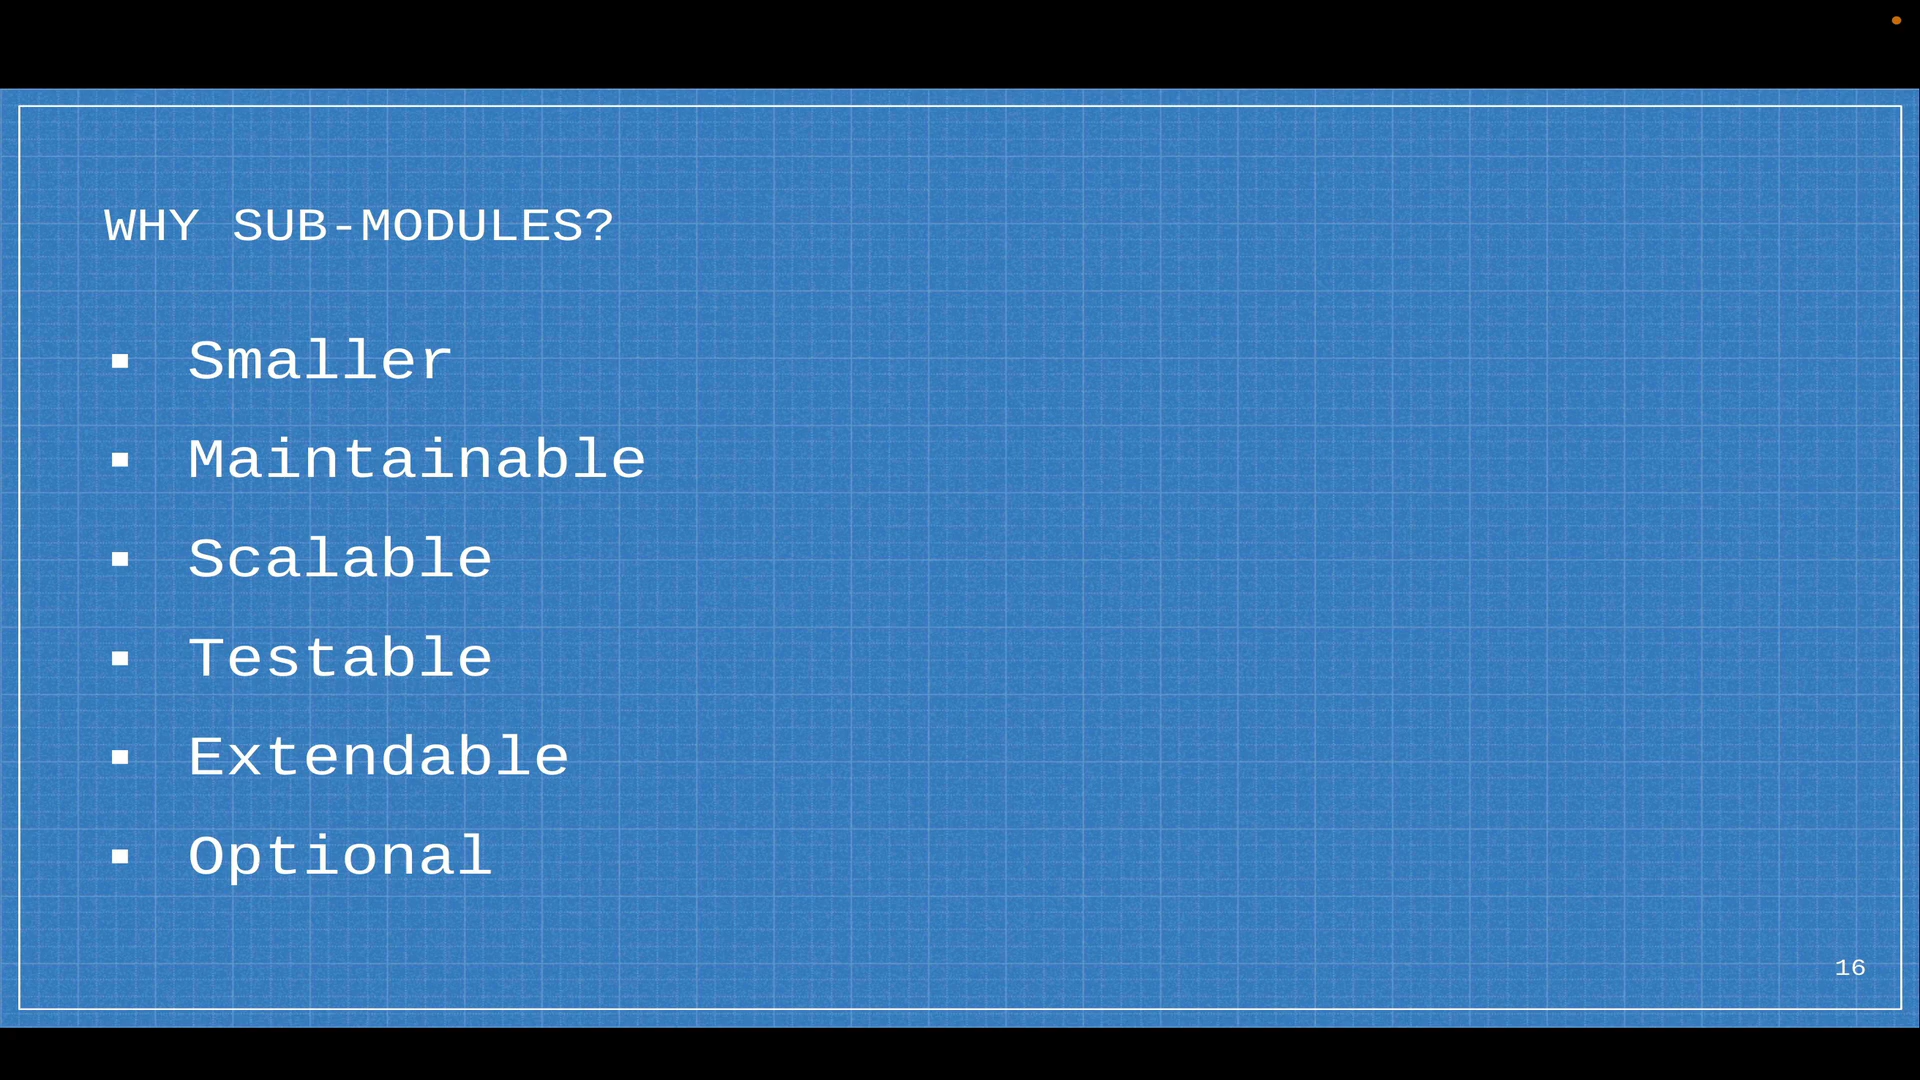 WHY SUB-MODULES?
▪ Smaller
▪ Maintainable
▪ Scalable
▪ Testable
▪ Extendable
▪ Optional
16